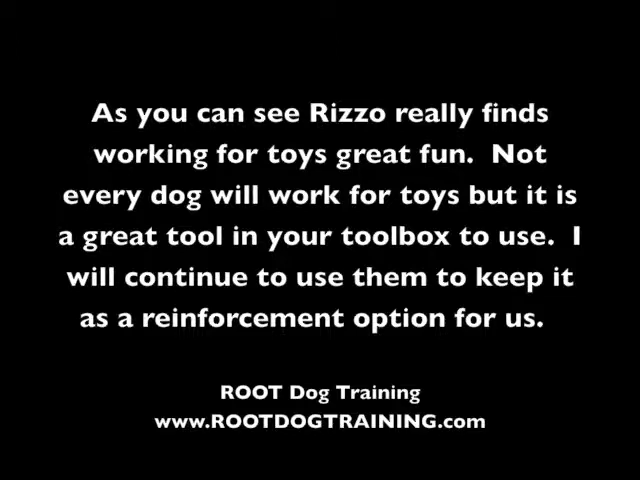 As you can see Rizzo really finds
working for toys great fun.  Not
every dog will work for toys but it is
a great tool in your toolbox to use.  I
will continue to use them to keep it
as a reinforcement option for us.
ROOT Dog Training
www.ROOTDOGTRAINING.com